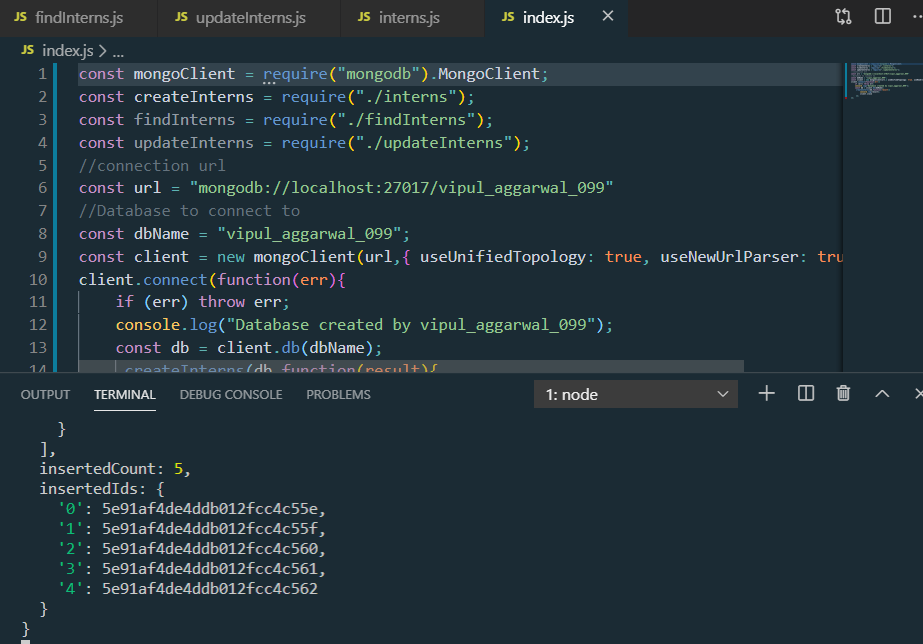 JS findInterns.js JS updateInterns.js JS interns.js JS index.js
JS index.js > ...
1 const mongoClient = require("mongodb").MongoClient;
2 const createInterns = require("./interns");
3 const findInterns = require("./findInterns");
4 const updateInterns = require("./updateInterns");
5 //connection url
6 const url = "mongodb://localhost:27017/vipul_aggarwal_099"
7 //Database to connect to
8 const dbName = "vipul_aggarwal_099";
9 const client = new mongoClient(url,{ useUnifiedTopology: true, useNewUrlParser: tru
10 client.connect(function(err){
11 if (err) throw err;
12 console.log("Database created by vipul_aggarwal_099");
13 const db = client.db(dbName);
14 createInterns(db,function(result){
OUTPUT TERMINAL DEBUG CONSOLE PROBLEMS 1: node
}
],
insertedCount: 5,
insertedIds: {
'0': 5e91af4de4ddb012fcc4c55e,
'1': 5e91af4de4ddb012fcc4c55f,
'2': 5e91af4de4ddb012fcc4c560,
'3': 5e91af4de4ddb012fcc4c561,
'4': 5e91af4de4ddb012fcc4c562
}
}